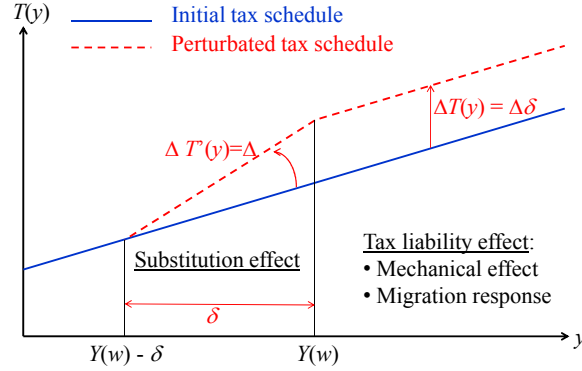 T(y)
Initial tax schedule
Perturbated tax schedule
Δ T'(y)=Δ
ΔT(y) = Δδ
Substitution effect
Tax liability effect:
• Mechanical effect
• Migration response
δ
Y(w) - δ
Y(w)
y